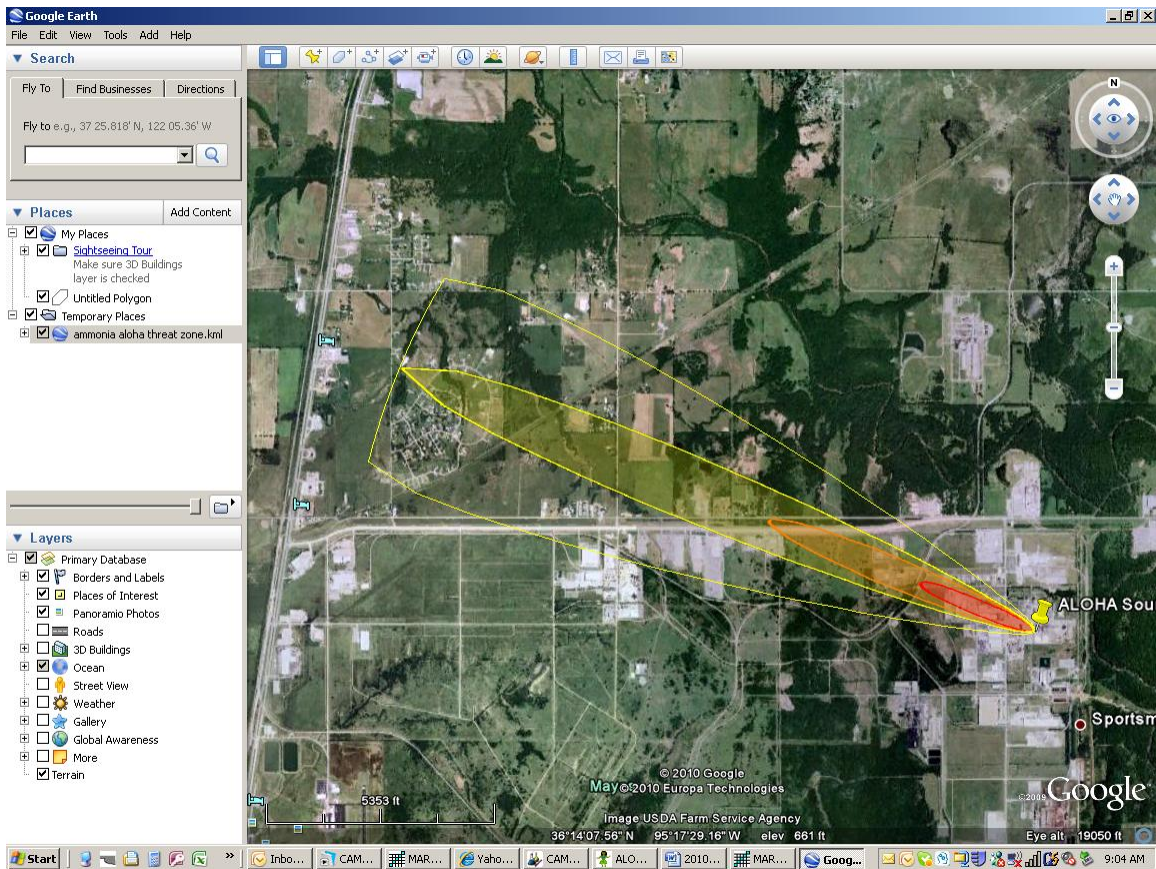 Google Earth
File Edit View Tools Add Help
Search
Fly To Find Businesses Directions
Fly to e.g., 37 25.818' N, 122 05.36' W
Places Add Content
My Places
Sightseeing Tour
Make sure 3D Buildings
layer is checked
Untitled Polygon
Temporary Places
ammonia aloha threat zone.kml
Layers
Primary Database
Borders and Labels
Places of Interest
Panoramio Photos
Roads
3D Buildings
Ocean
Street View
Weather
Gallery
Global Awareness
More
Terrain
N
ALOHA Sou
Sportsm
© 2010 Google
May ©2010 Europa Technologies
©2009 Google
5353 ft
Image USDA Farm Service Agency
36°14'07.56" N 95°17'29.16" W elev 661 ft Eye alt 19050 ft
Start » Inbo... CAM... MAR... Yaho... CAM... ALO... 2010... MAR... Goog... 9:04 AM